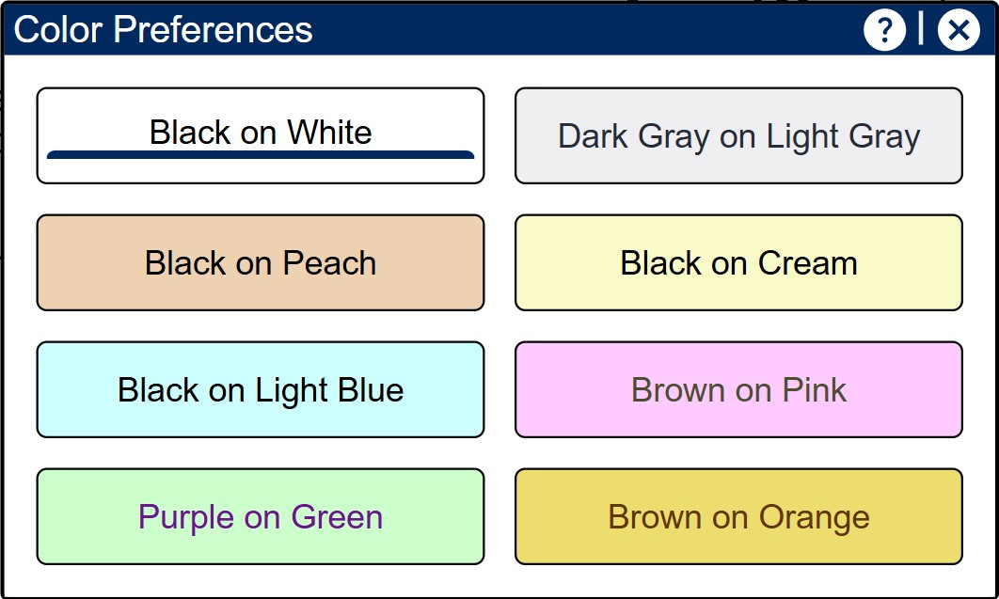 Color Preferences ? | ✕
Black on White
Dark Gray on Light Gray
Black on Peach
Black on Cream
Black on Light Blue
Brown on Pink
Purple on Green
Brown on Orange